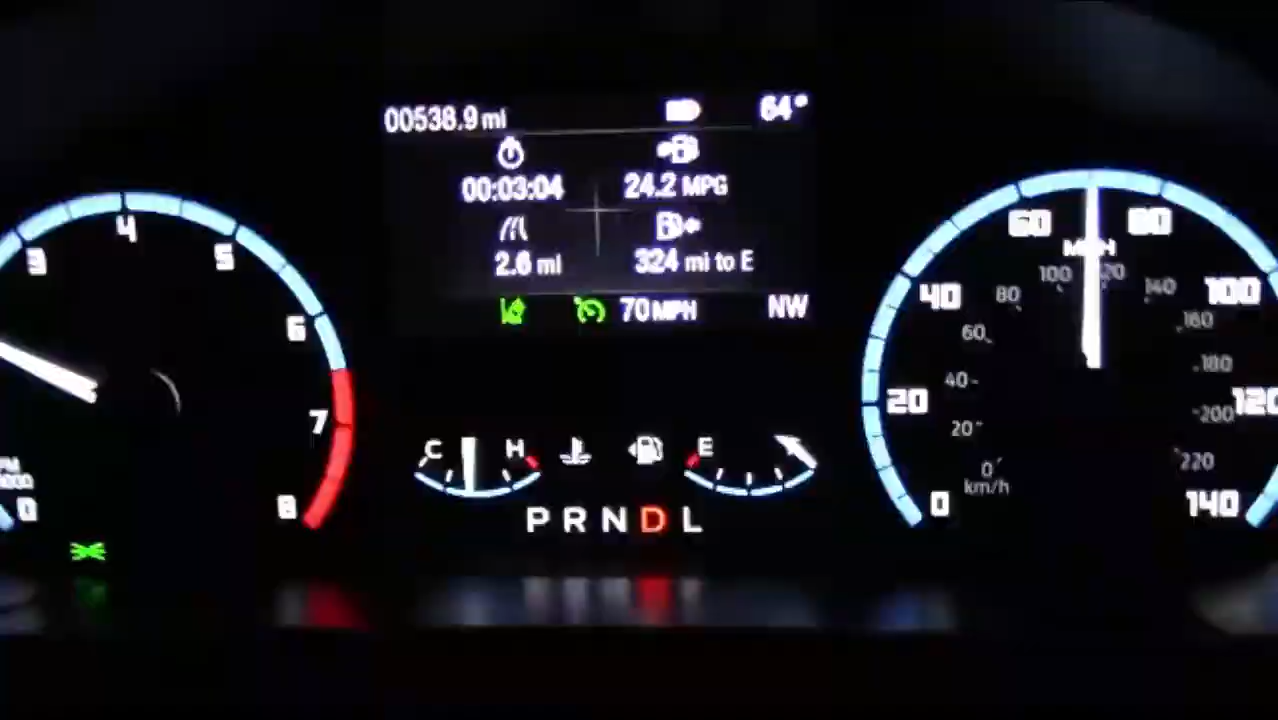 00538.9 mi 64°
00:03:04 24.2 MPG
2.6 mi 324 mi to E
70 MPH NW
3 4 5 6 7 8
0
C H E
P R N D L
0 20 40 60 80 100 120 140
MPH
0 20 40 60 80 100 120 140 160 180 200 220
km/h